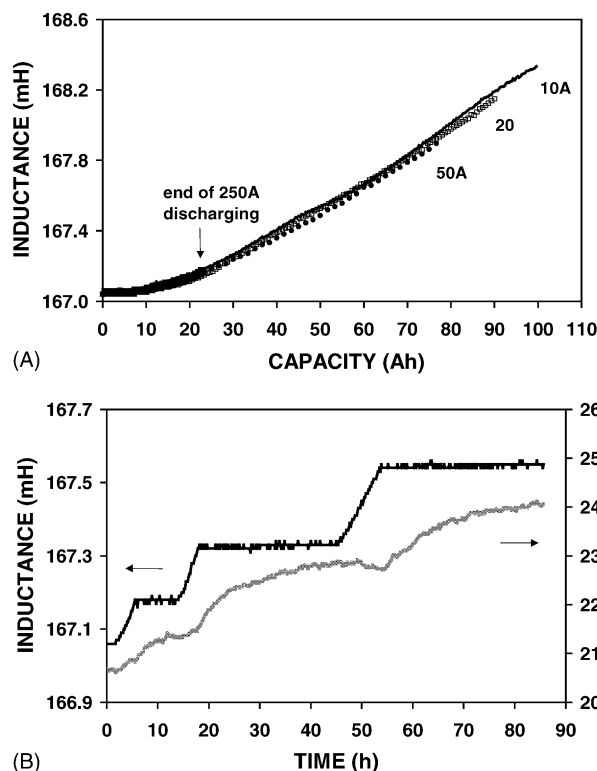 168.6
168.2
167.8
167.4
167.0
INDUCTANCE (mH)
10A
20
50A
end of 250A
discharging
0 10 20 30 40 50 60 70 80 90 100 110
CAPACITY (Ah)
(A)
167.7
167.5
167.3
167.1
166.9
INDUCTANCE (mH)
26
25
24
23
22
21
20
0 10 20 30 40 50 60 70 80 90
TIME (h)
(B)